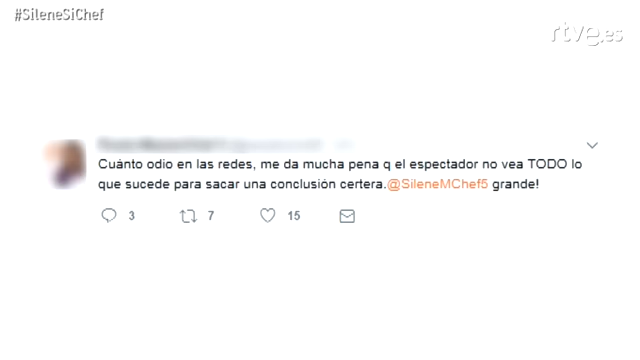 #SileneSiChef
rtve.es
Cuánto odio en las redes, me da mucha pena q el espectador no vea TODO lo
que sucede para sacar una conclusión certera.@SileneMChef5 grande!
3 7 15